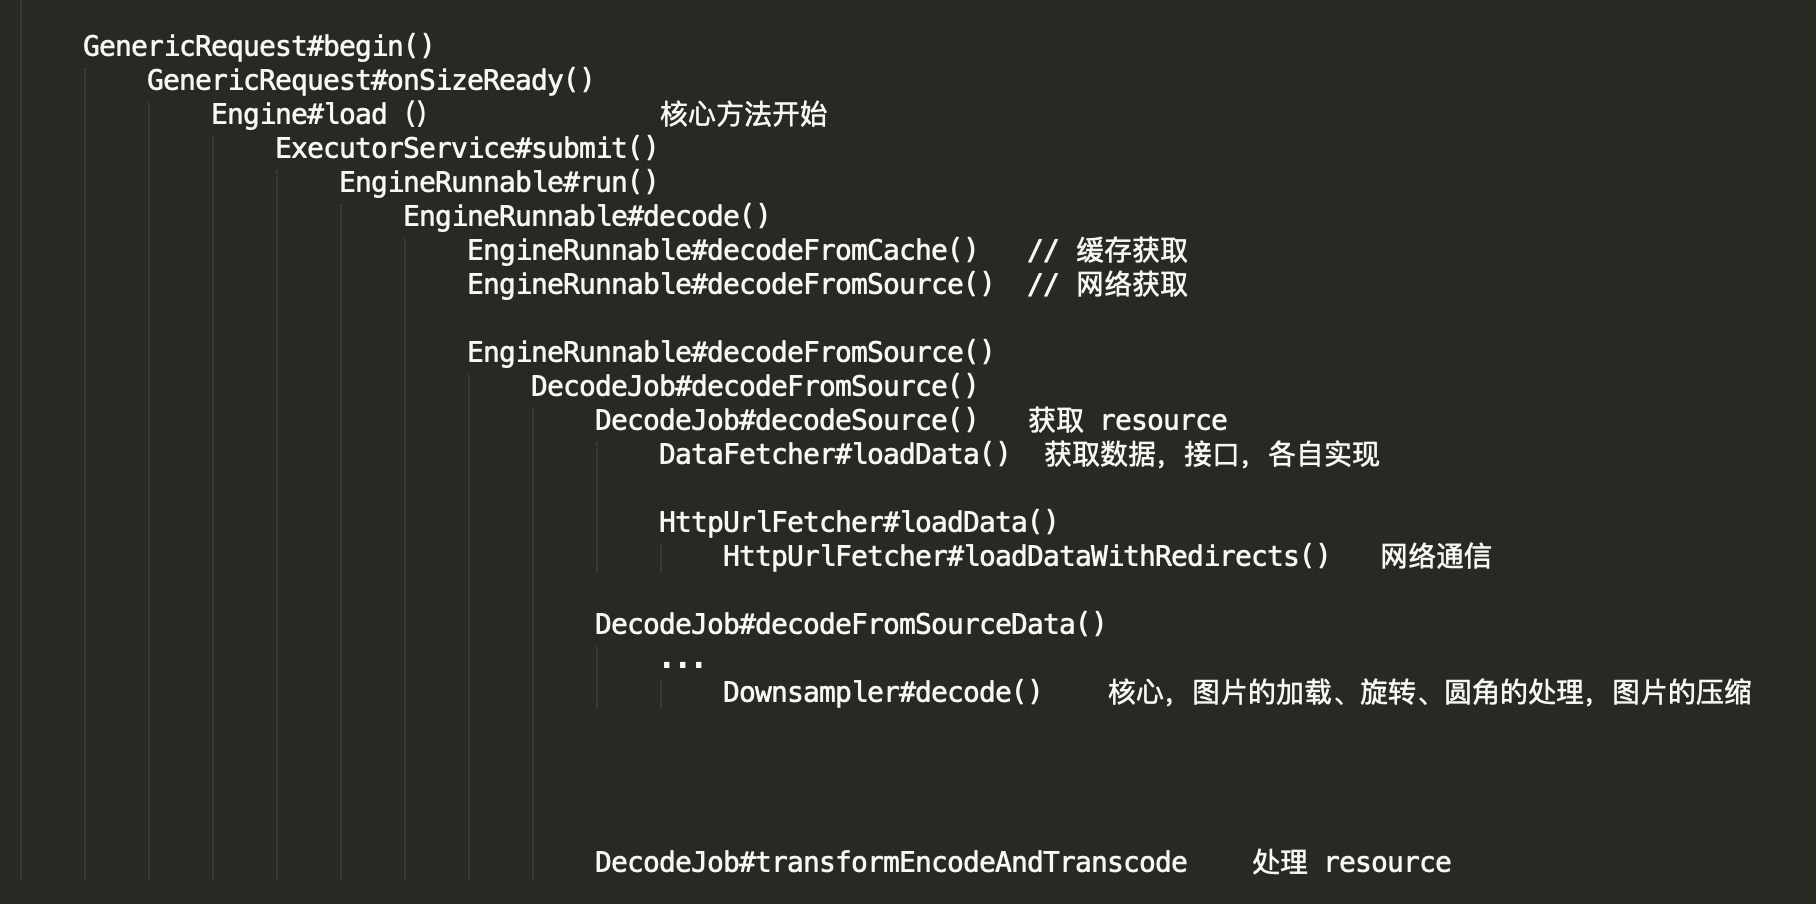 GenericRequest#begin()
GenericRequest#onSizeReady()
Engine#load () 核心方法开始
ExecutorService#submit()
EngineRunnable#run()
EngineRunnable#decode()
EngineRunnable#decodeFromCache() // 缓存获取
EngineRunnable#decodeFromSource() // 网络获取
EngineRunnable#decodeFromSource()
DecodeJob#decodeFromSource()
DecodeJob#decodeSource() 获取 resource
DataFetcher#loadData() 获取数据，接口，各自实现
HttpUrlFetcher#loadData()
HttpUrlFetcher#loadDataWithRedirects() 网络通信
DecodeJob#decodeFromSourceData()
...
Downsampler#decode() 核心，图片的加载、旋转、圆角的处理，图片的压缩
DecodeJob#transformEncodeAndTranscode 处理 resource